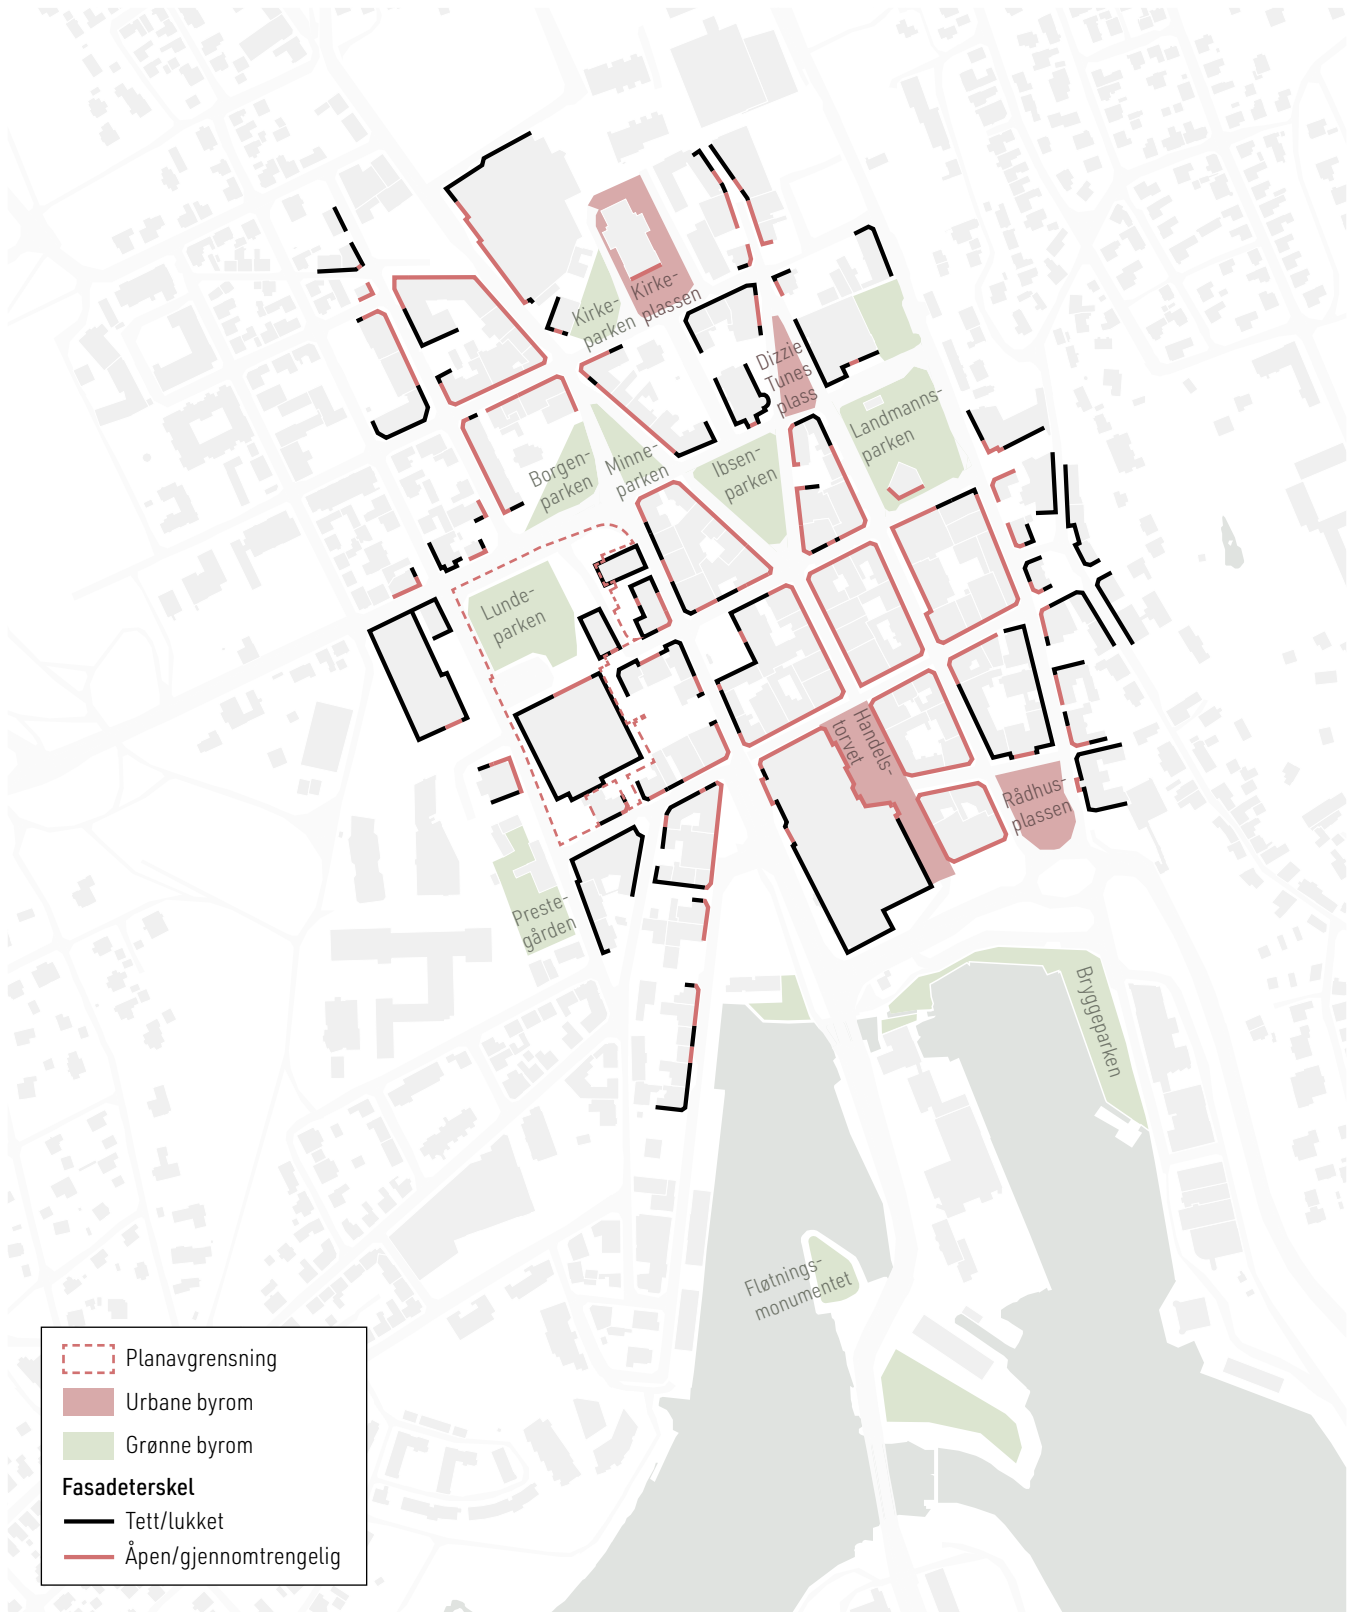 Kirke-
plassen
Kirke-
parken
Dizzie
Tunes
plass
Landmanns-
parken
Borgen-
parken
Minne-
parken
Ibsen-
parken
Lunde-
parken
Handels-
torvet
Rådhus-
plassen
Preste-
gården
Bryggeparken
Fløtnings-
monumentet
Planavgrensning
Urbane byrom
Grønne byrom
Fasadeterskel
Tett/lukket
Åpen/gjennomtrengelig